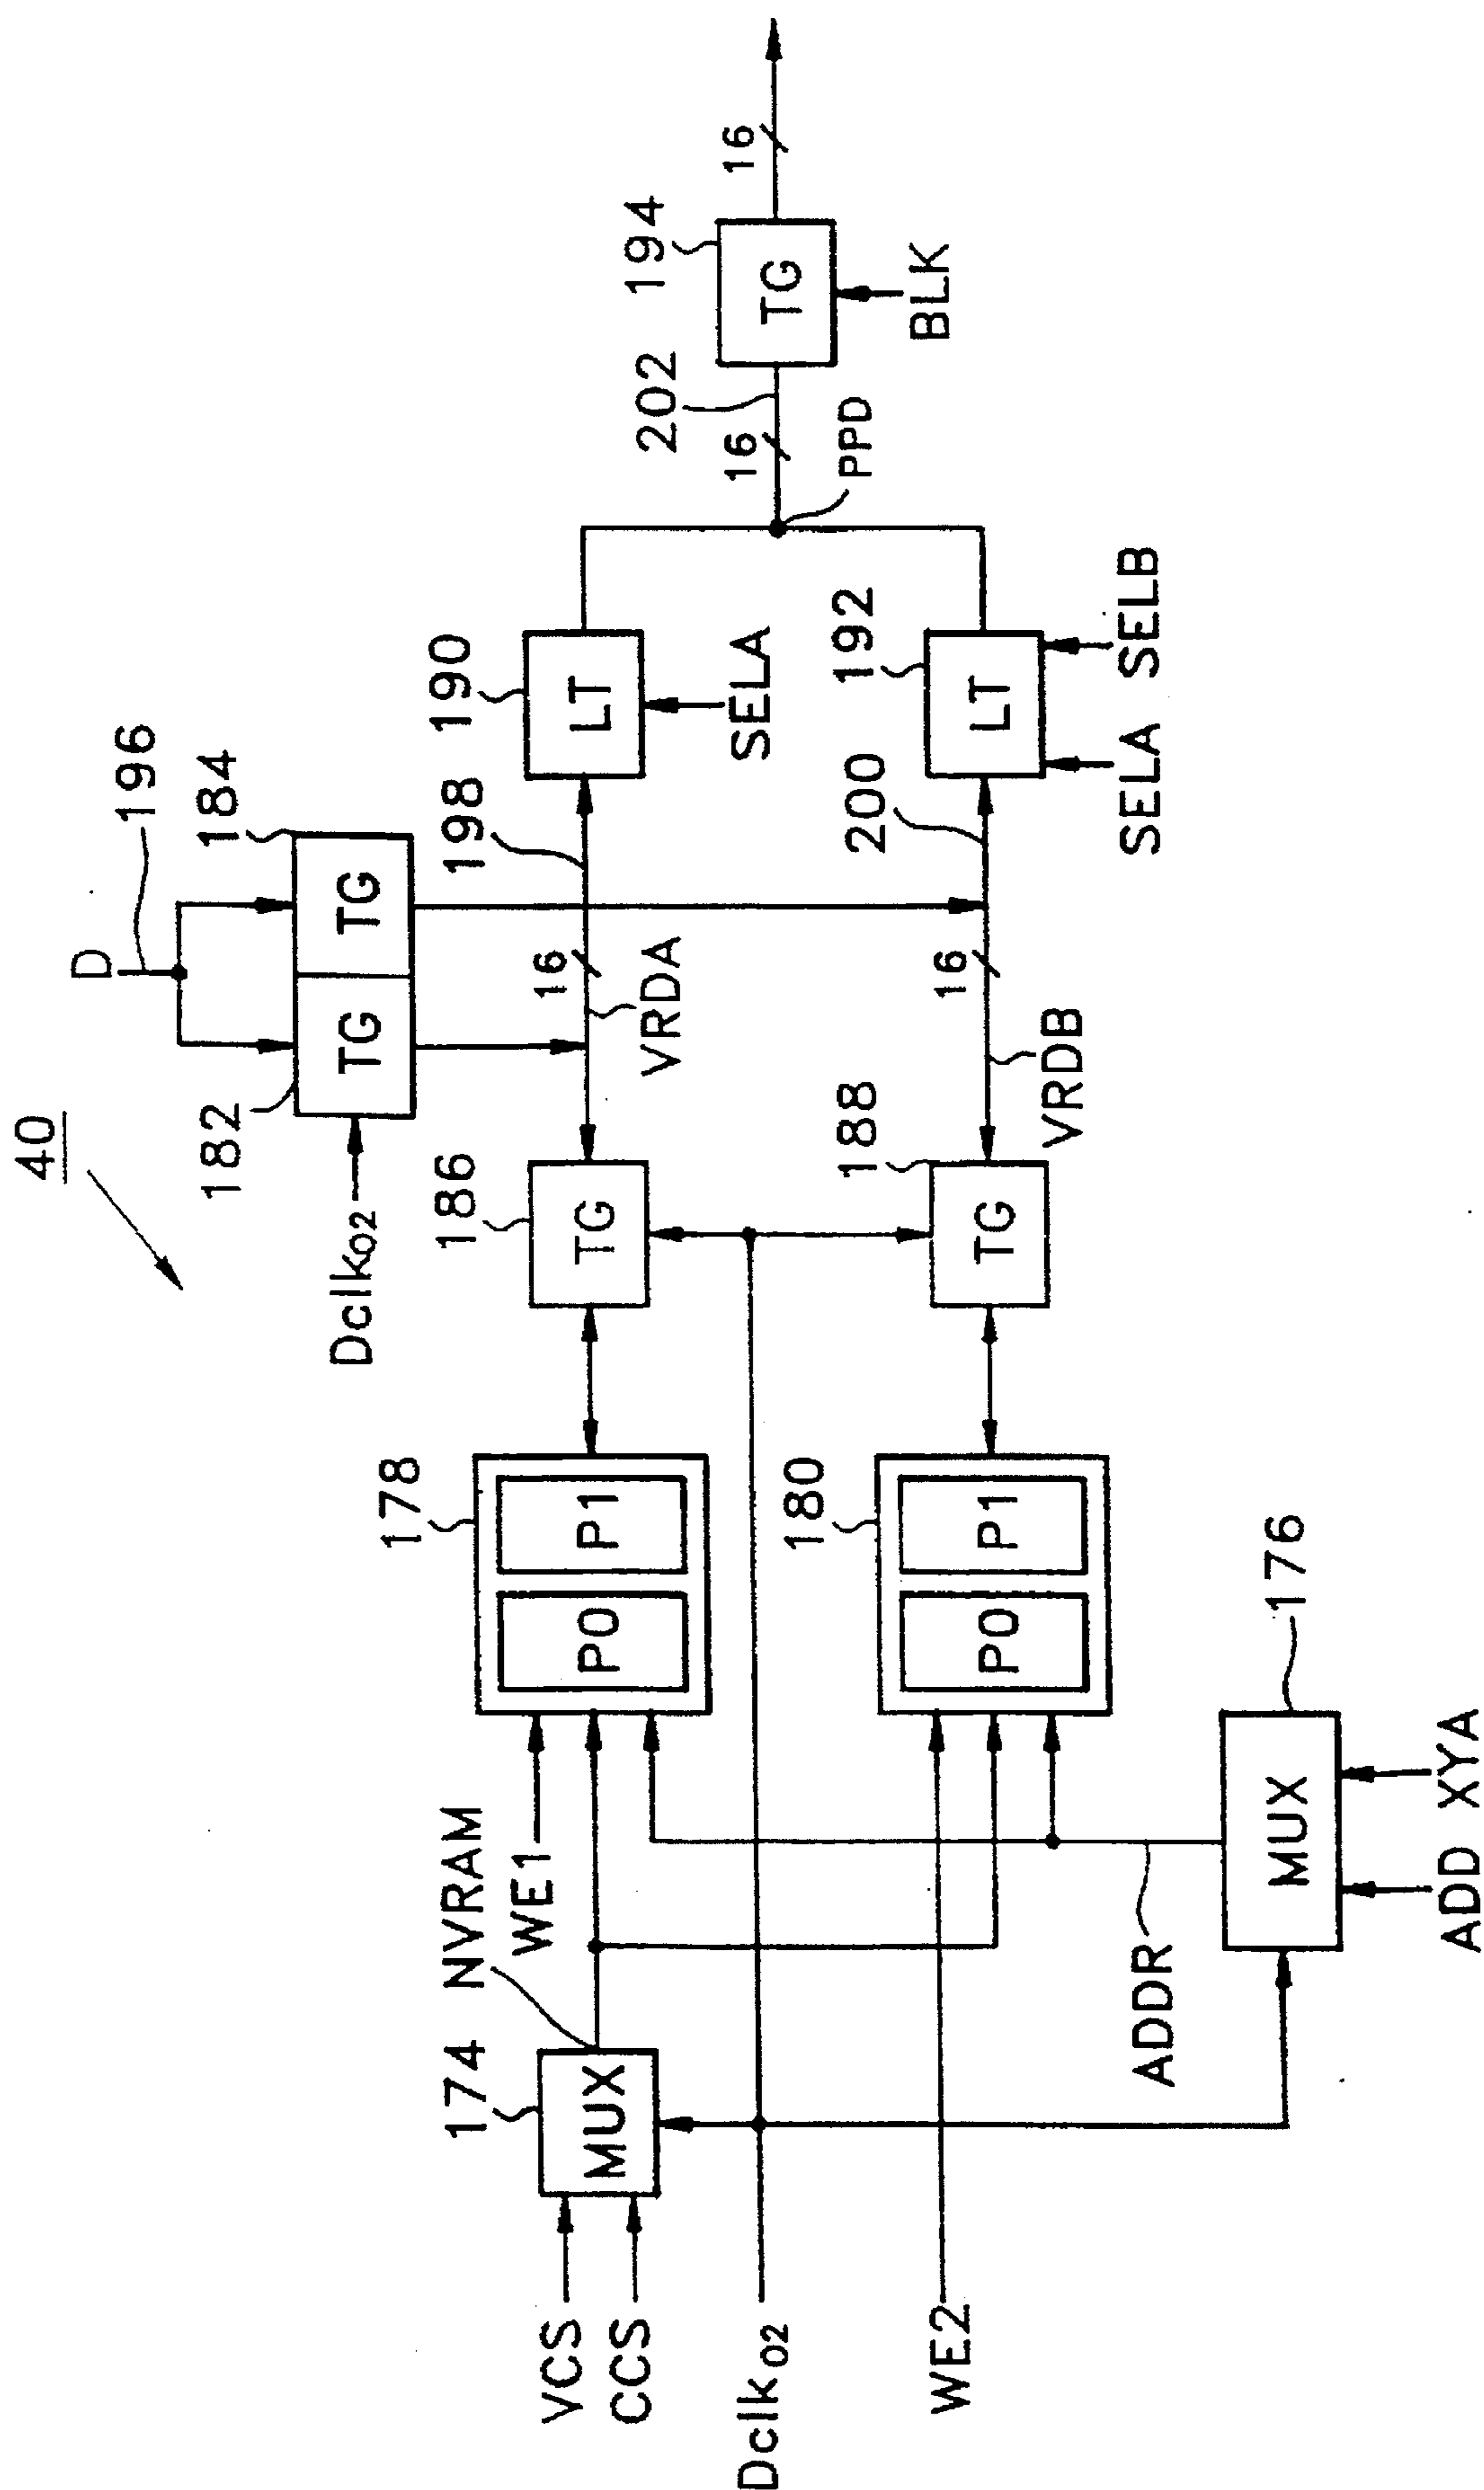 40
D
196
182
TG
TG
184
Dclk02
186
TG
VRDA
16
198
190
LT
SELA
188
TG
VRDB
16
200
192
LT
SELA
SELB
PPD
16
202
194
TG
BLK
16
178
P0
P1
180
P0
P1
NVRAM
WE1
174
MUX
VCS
CCS
Dclk02
WE2
ADDR
176
MUX
ADD
XYA